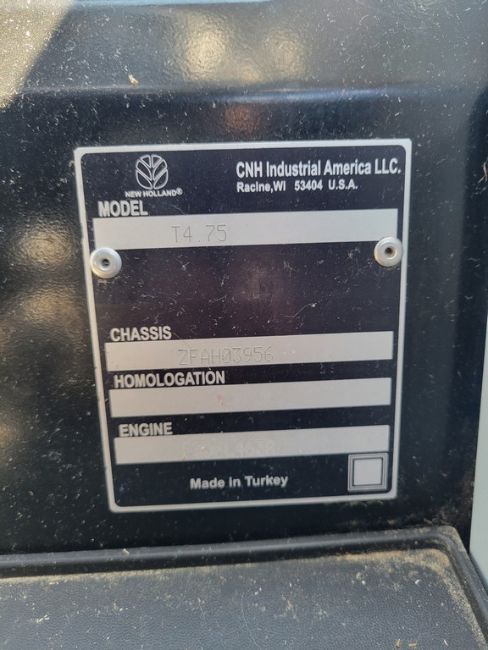 NEW HOLLAND®
CNH Industrial America LLC.
Racine,WI 53404 U.S.A.
MODEL
T4.75
CHASSIS
ZFAH03956
HOMOLOGATION
ENGINE
Made in Turkey